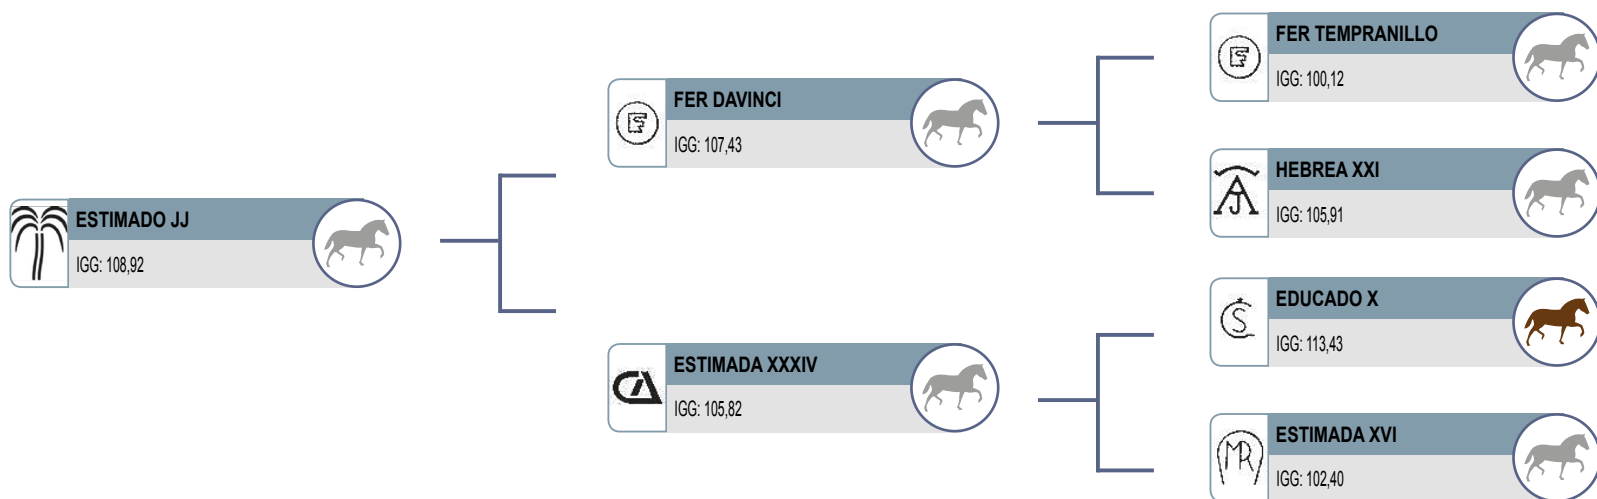 ESTIMADO JJ
IGG: 108,92
FER DAVINCI
IGG: 107,43
ESTIMADA XXXIV
IGG: 105,82
FER TEMPRANILLO
IGG: 100,12
HEBREA XXI
IGG: 105,91
EDUCADO X
IGG: 113,43
ESTIMADA XVI
IGG: 102,40